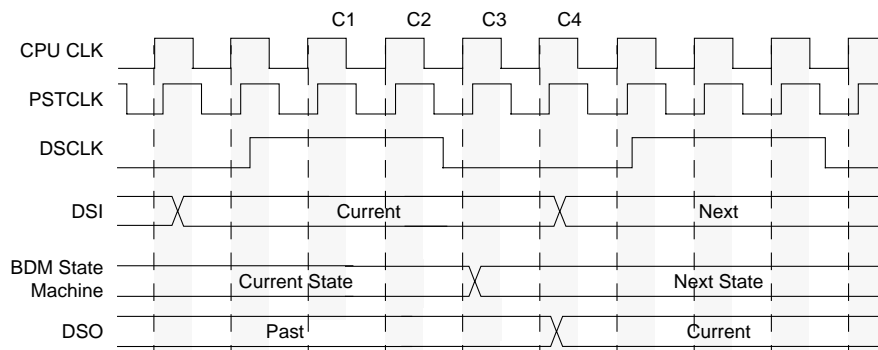 C1 C2 C3 C4
CPU CLK
PSTCLK
DSCLK
DSI Current Next
BDM State
Machine Current State Next State
DSO Past Current